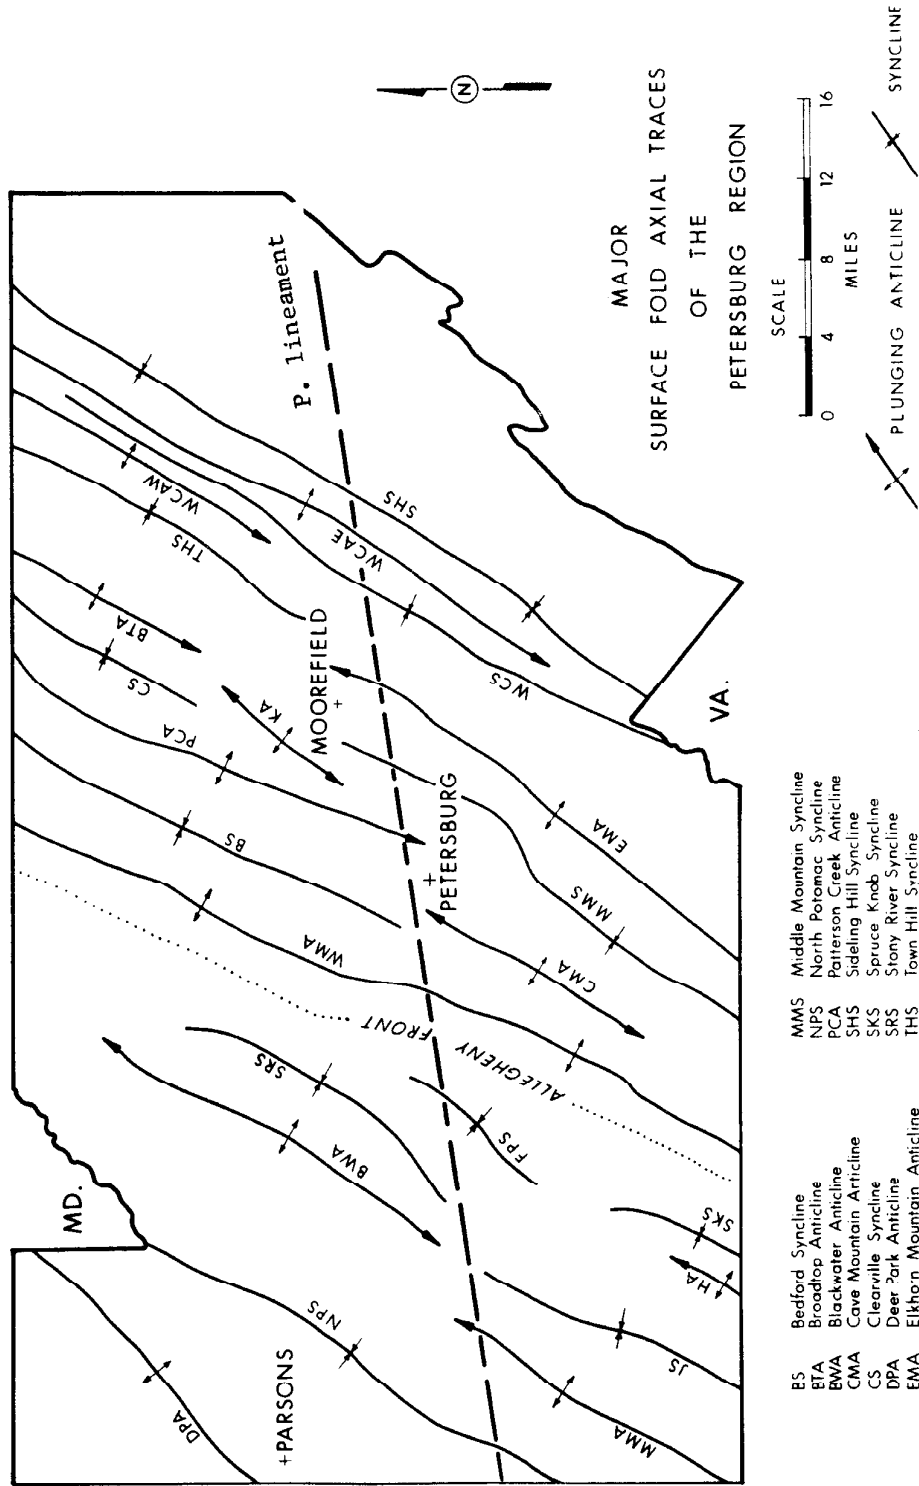 MD.
VA.
+PARSONS
+
PETERSBURG
MOOREFIELD
+
P. lineament
ALLEGHENY FRONT
DPA
NPS
BWA
SRS
FPS
WMA
BS
PCA
CS
BTA
KA
THS
WCAW
WCAE
SHS
WCS
EMA
MMS
CMA
SKS
HA
JS
MMA
N
MAJOR
SURFACE FOLD AXIAL TRACES
OF THE
PETERSBURG REGION
SCALE
0 4 8 12 16
MILES
PLUNGING ANTICLINE
SYNCLINE
BS Bedford Syncline
BTA Broadtop Anticline
BWA Blackwater Anticline
CMA Cave Mountain Anticline
CS Clearville Syncline
DPA Deer Park Anticline
EMA Elkhorn Mountain Anticline
MMS Middle Mountain Syncline
NPS North Potomac Syncline
PCA Patterson Creek Anticline
SHS Sideling Hill Syncline
SKS Spruce Knob Syncline
SRS Stony River Syncline
THS Town Hill Syncline